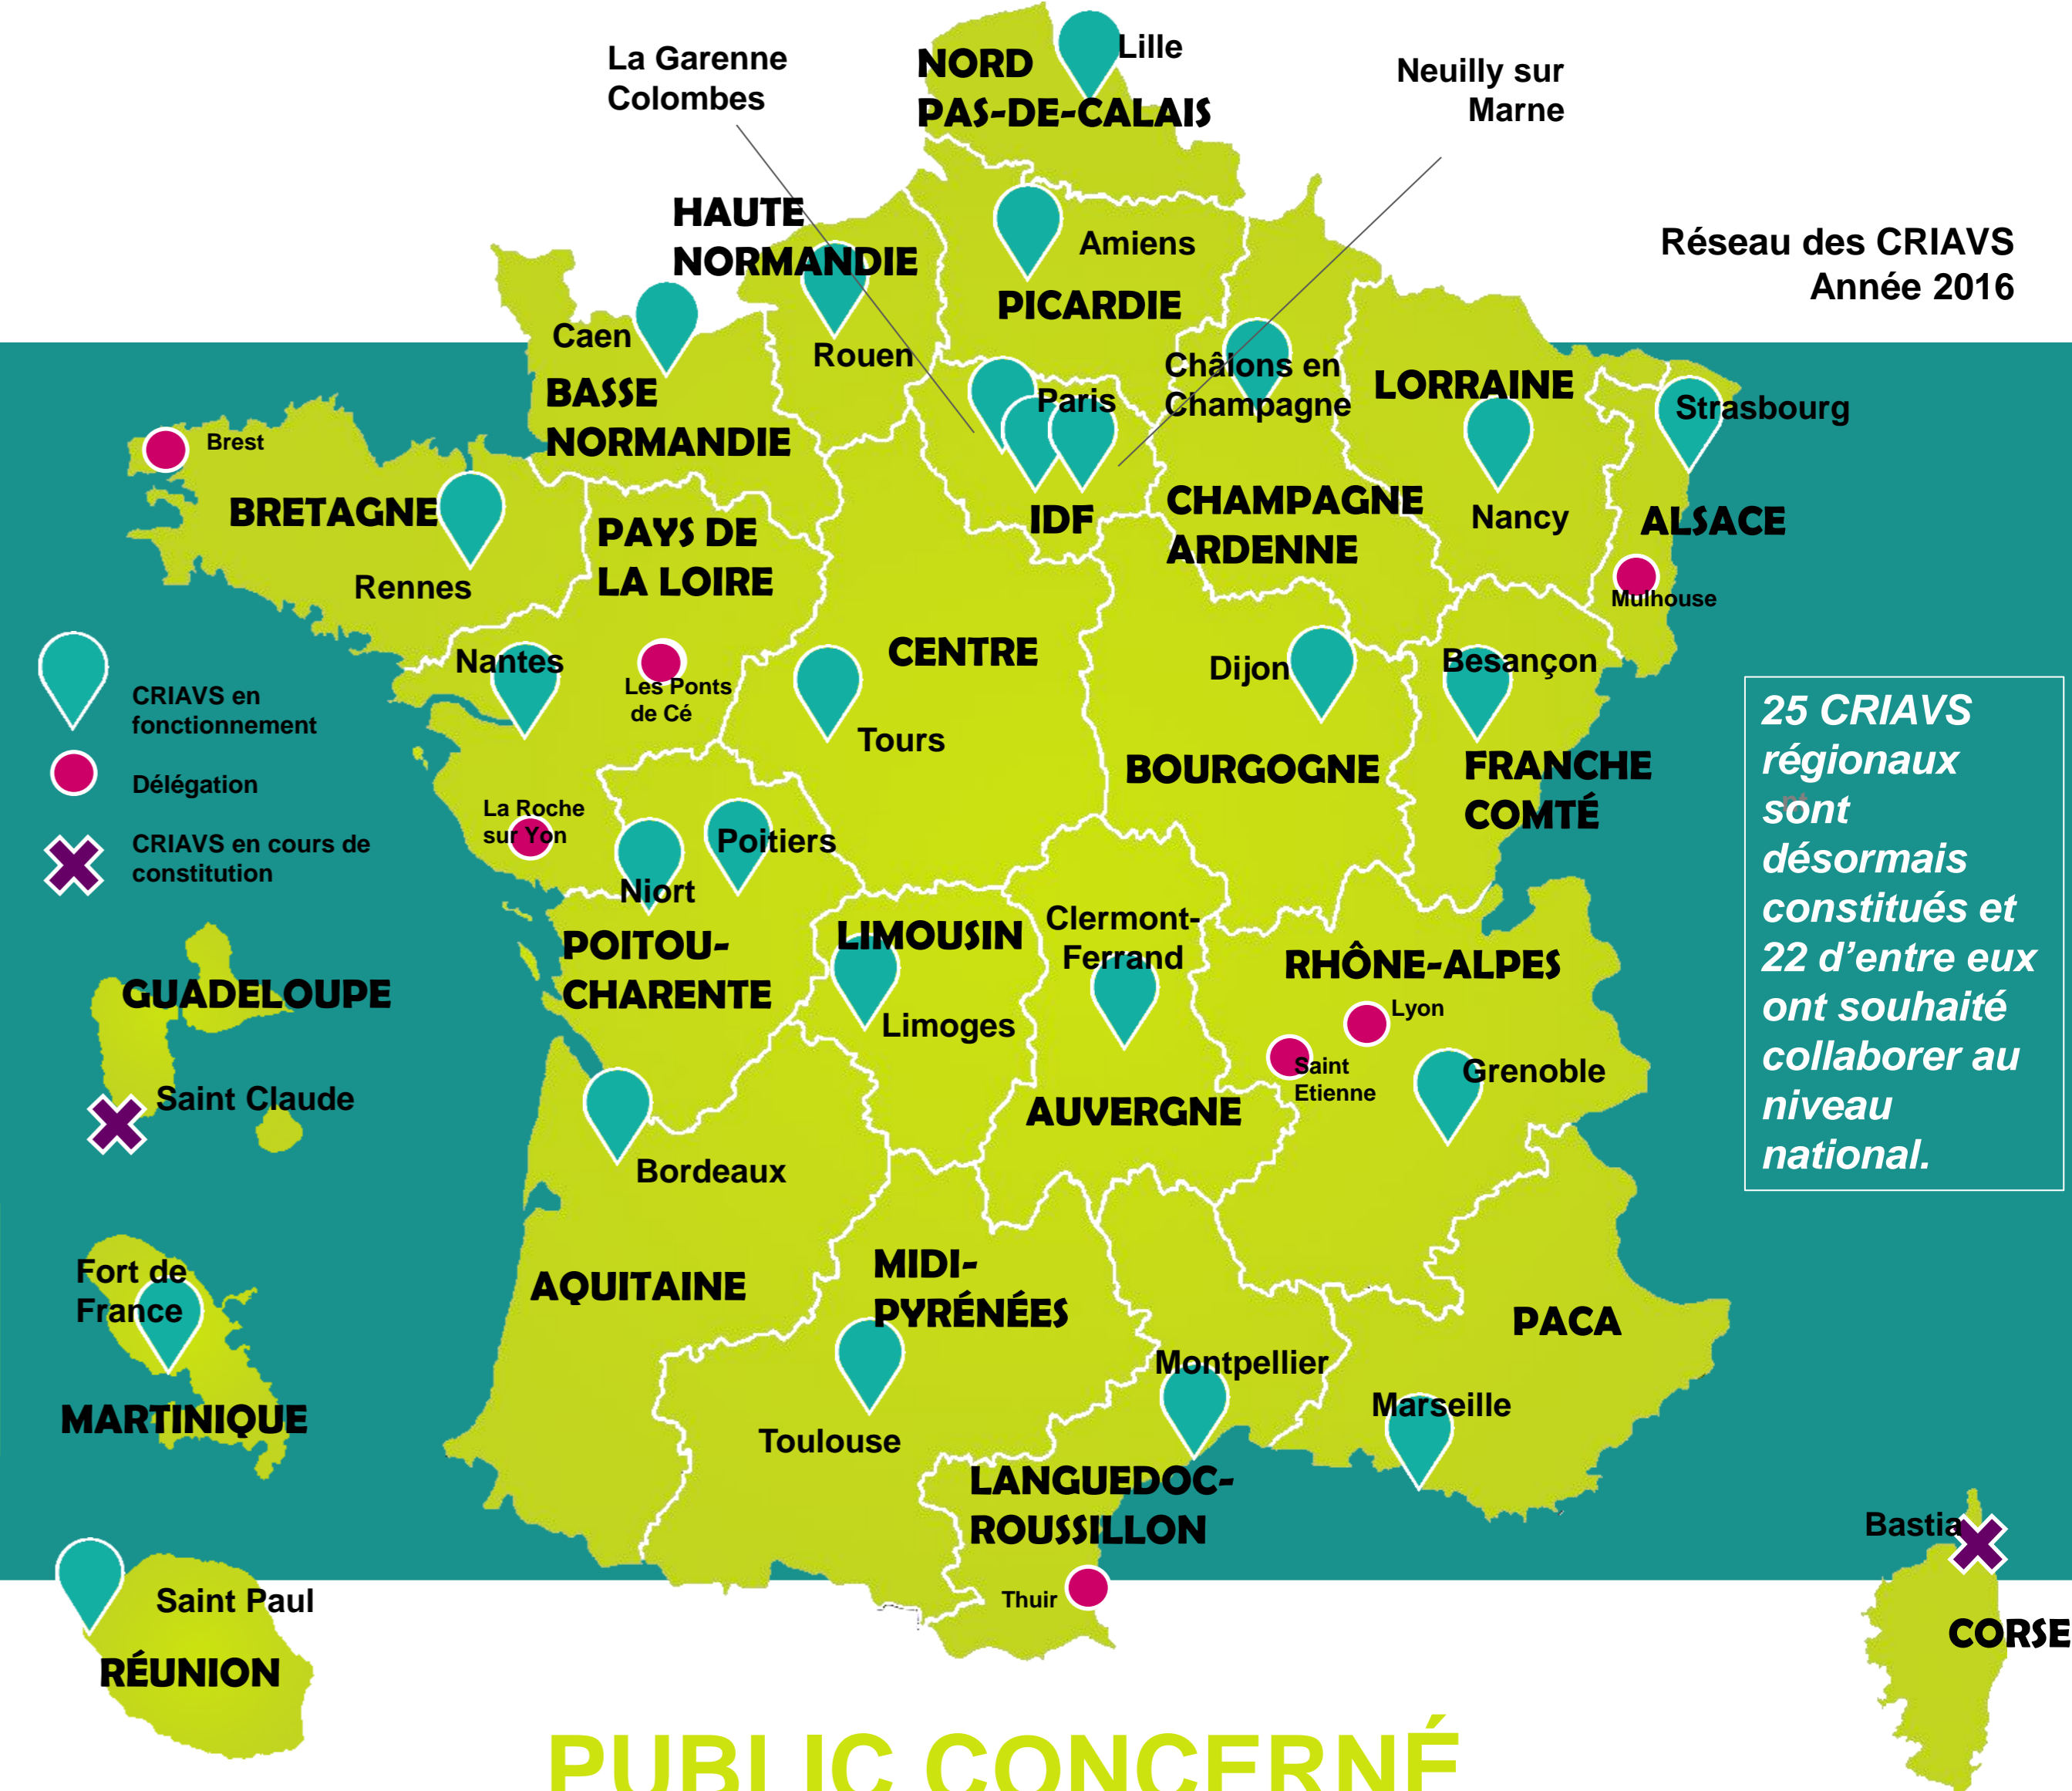 La Garenne
Colombes
NORD
PAS-DE-CALAIS
Lille
Neuilly sur
Marne
Réseau des CRIAVS
Année 2016
HAUTE
NORMANDIE
Amiens
PICARDIE
Caen
Rouen
BASSE
NORMANDIE
Paris
IDF
Châlons en
Champagne
LORRAINE
Strasbourg
Brest
BRETAGNE
Rennes
PAYS DE
LA LOIRE
CHAMPAGNE
ARDENNE
Nancy
ALSACE
Mulhouse
CRIAVS en
fonctionnement
Délégation
CRIAVS en cours de
constitution
Nantes
Les Ponts
de Cé
CENTRE
Tours
Dijon
BOURGOGNE
Besançon
FRANCHE
COMTÉ
25 CRIAVS
régionaux
sont
désormais
constitués et
22 d’entre eux
ont souhaité
collaborer au
niveau
national.
La Roche
sur Yon
Niort
Poitiers
POITOU-
CHARENTE
LIMOUSIN
Limoges
Clermont-
Ferrand
AUVERGNE
RHÔNE-ALPES
Lyon
Saint
Etienne
Grenoble
GUADELOUPE
Saint Claude
Bordeaux
AQUITAINE
MIDI-
PYRÉNÉES
Toulouse
Montpellier
LANGUEDOC-
ROUSSILLON
Thuir
PACA
Marseille
Fort de
France
MARTINIQUE
Saint Paul
RÉUNION
Bastia
CORSE
PUBLIC CONCERNÉ